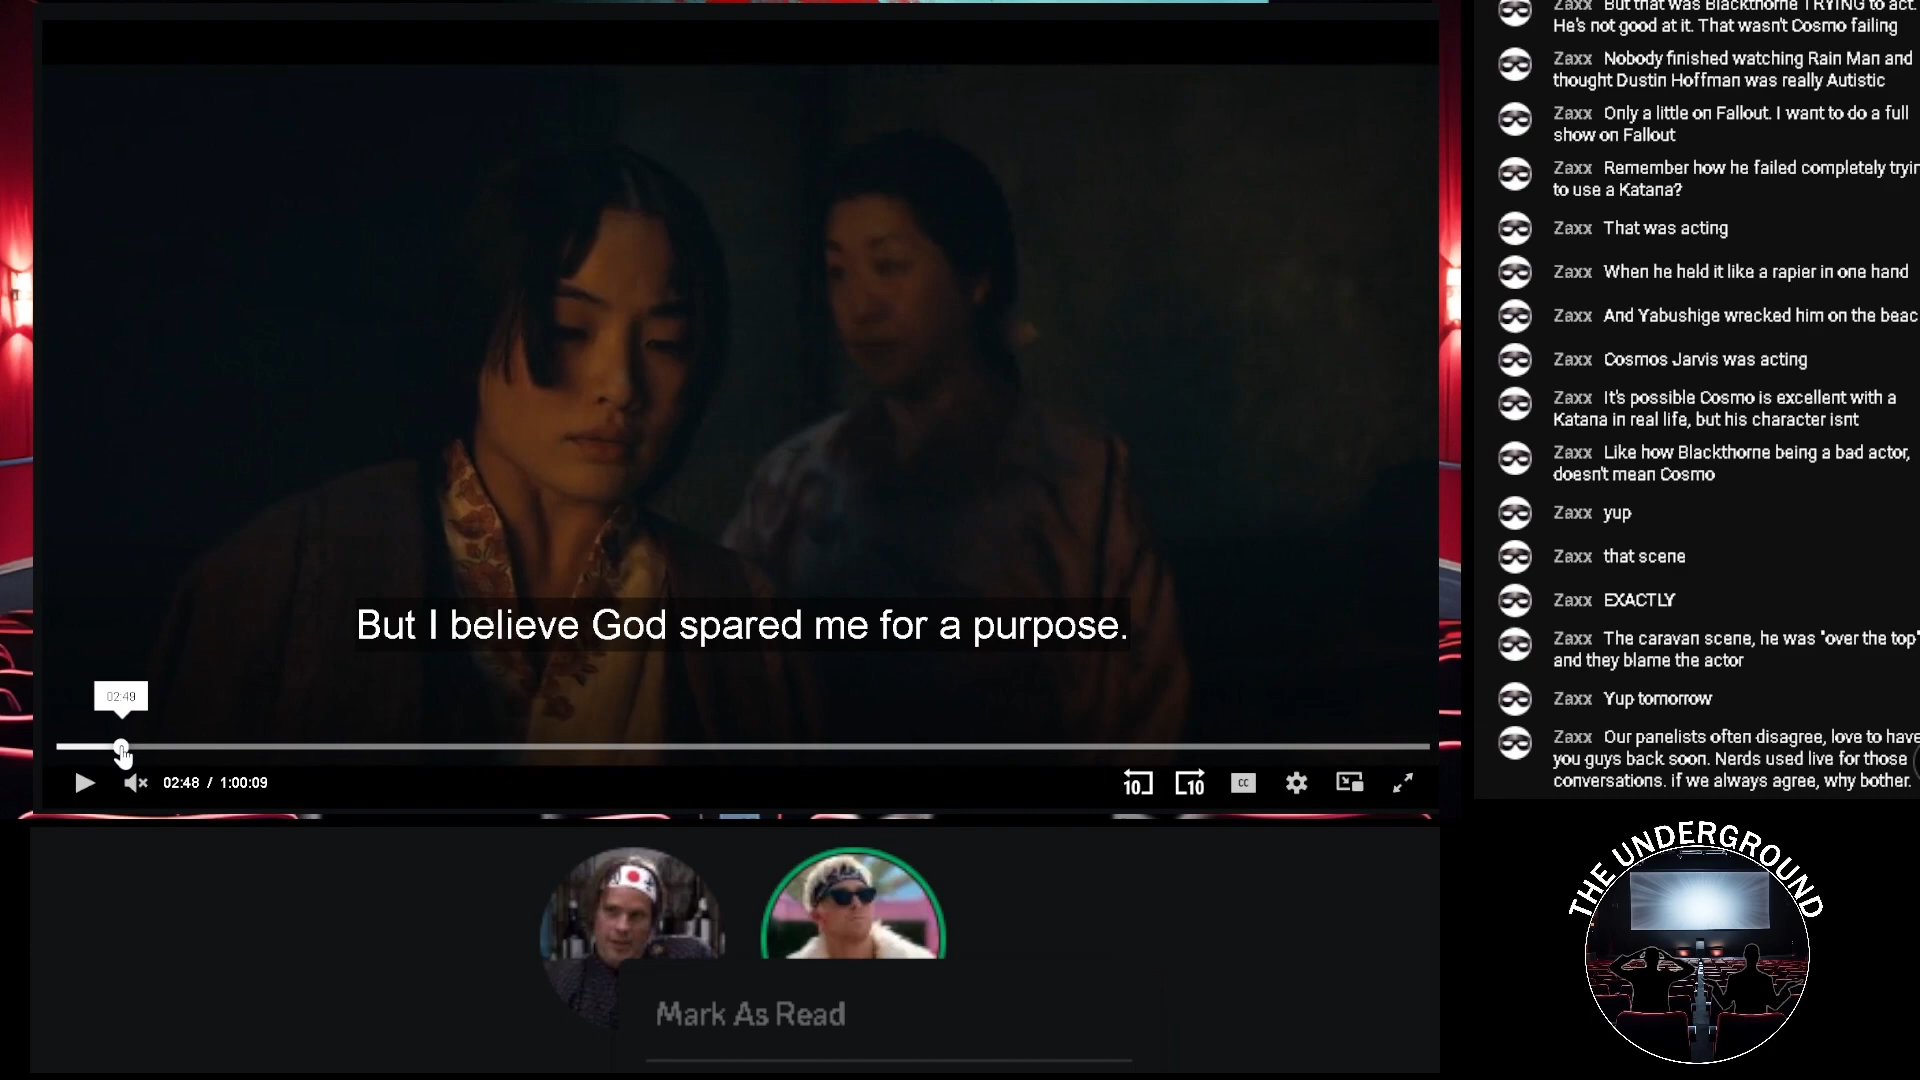 But I believe God spared me for a purpose.
02:49
10
10
CC
02:48 / 1:00:09
Mark As Read
Zaxx But that was Blackthorne TRYING to act.
He's not good at it. That wasn't Cosmo failing
Zaxx Nobody finished watching Rain Man and
thought Dustin Hoffman was really Autistic
Zaxx Only a little on Fallout. I want to do a full
show on Fallout
Zaxx Remember how he failed completely tryin
to use a Katana?
Zaxx That was acting
Zaxx When he held it like a rapier in one hand
Zaxx And Yabushige wrecked him on the beac
Zaxx Cosmos Jarvis was acting
Zaxx It's possible Cosmo is excellent with a
Katana in real life, but his character isnt
Zaxx Like how Blackthorne being a bad actor,
doesn't mean Cosmo
Zaxx yup
Zaxx that scene
Zaxx EXACTLY
Zaxx The caravan scene, he was "over the top"
and they blame the actor
Zaxx Yup tomorrow
Zaxx Our panelists often disagree, love to have
you guys back soon. Nerds used live for those
conversations. if we always agree, why bother.
THE UNDERGROUND